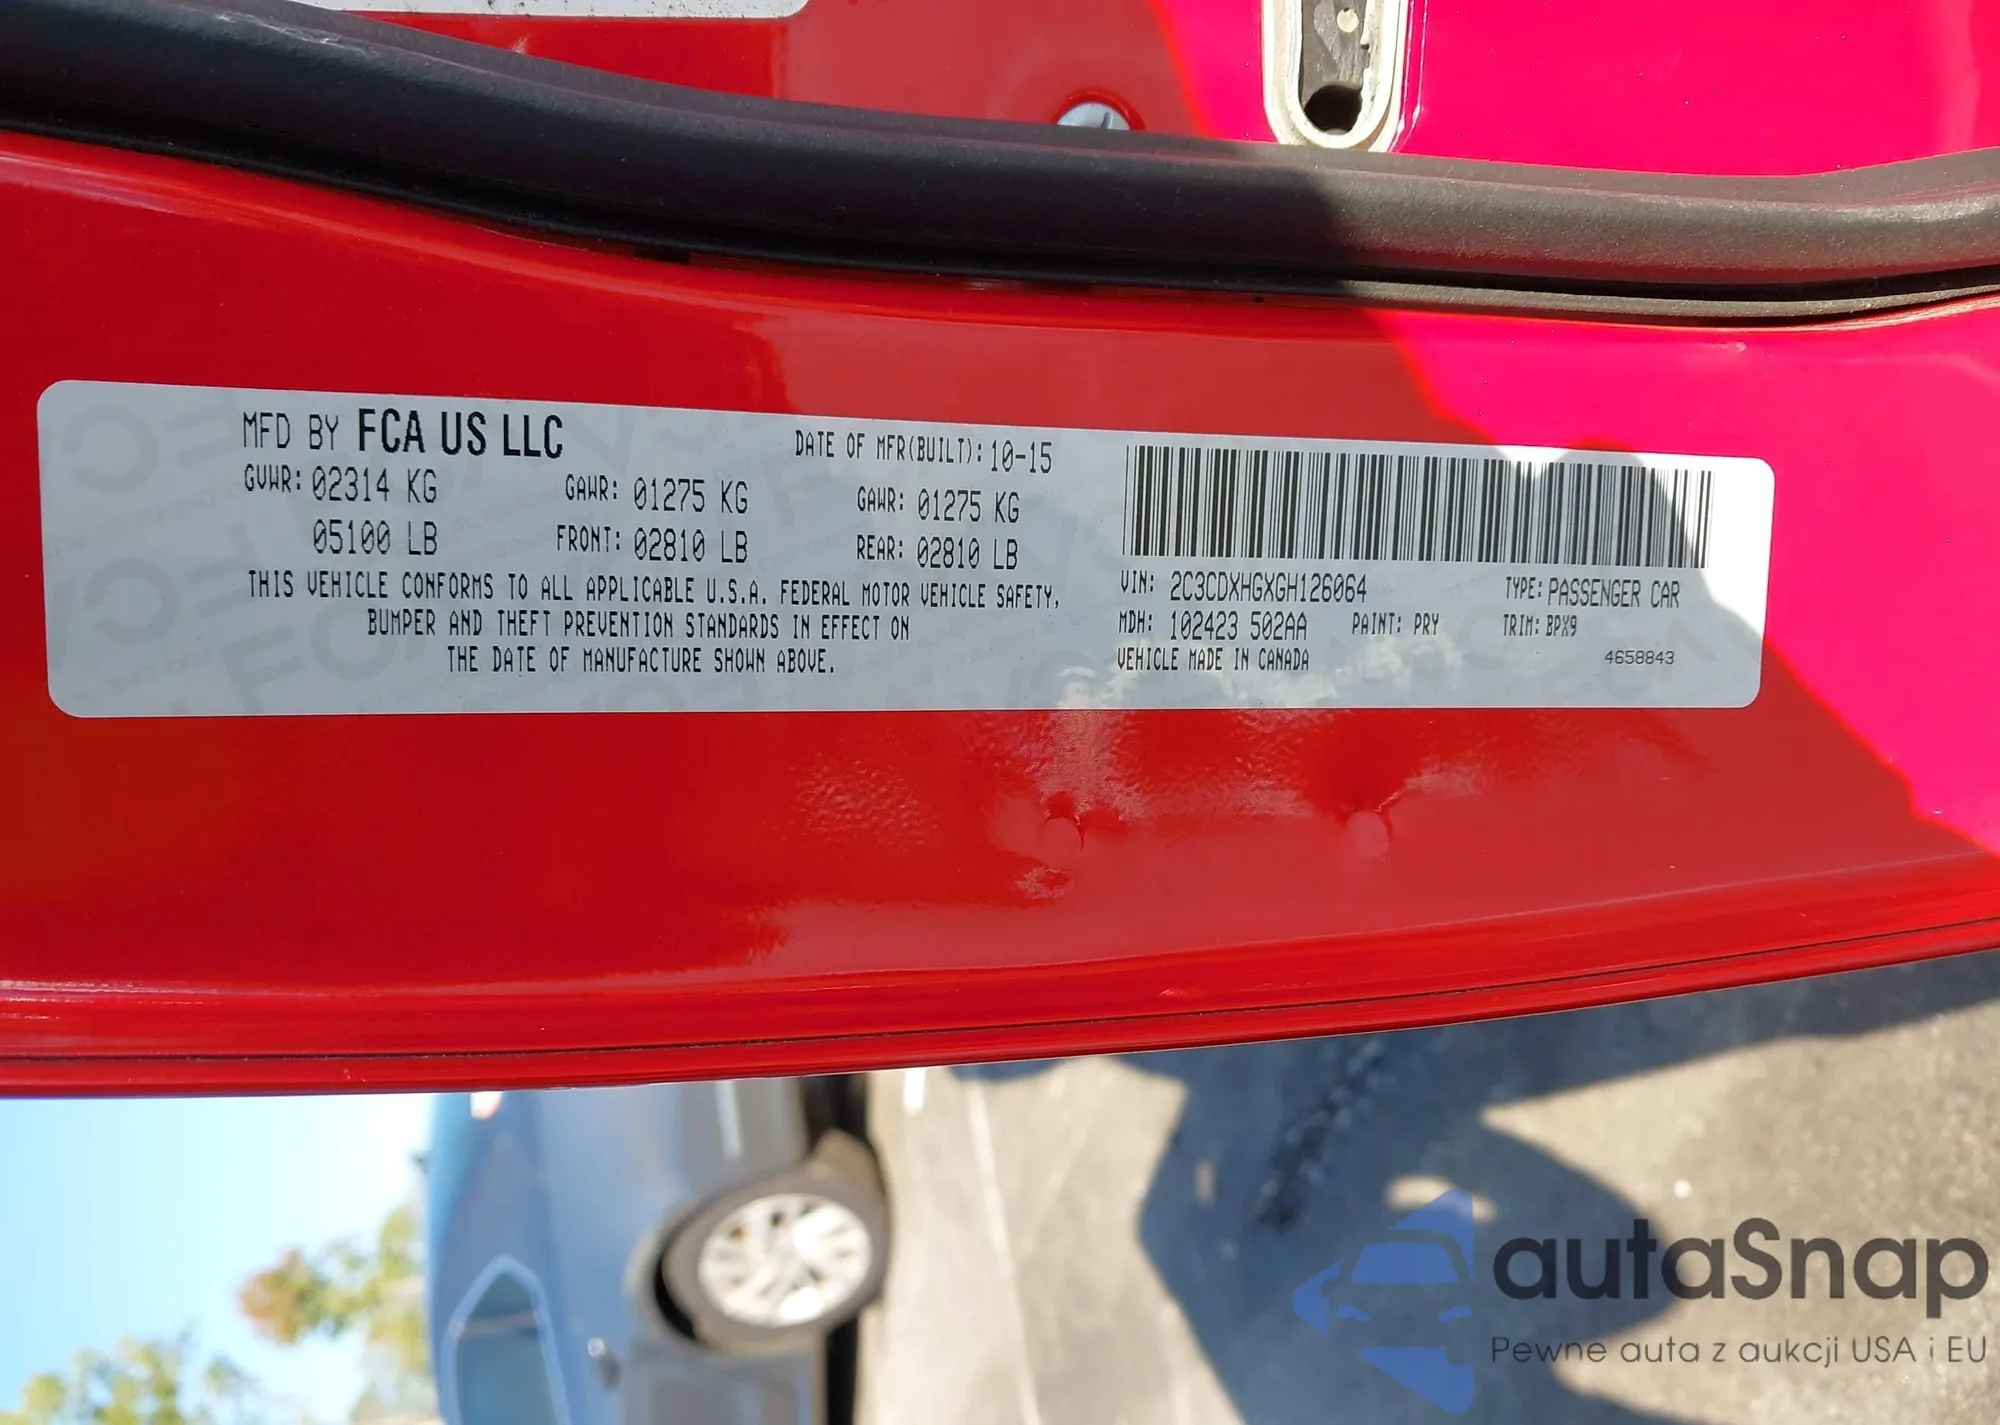 MFD BY FCA US LLC
DATE OF MFR(BUILT): 10-15
GVWR: 02314 KG
05100 LB
GAWR: 01275 KG
FRONT: 02810 LB
GAWR: 01275 KG
REAR: 02810 LB
THIS VEHICLE CONFORMS TO ALL APPLICABLE U.S.A. FEDERAL MOTOR VEHICLE SAFETY,
BUMPER AND THEFT PREVENTION STANDARDS IN EFFECT ON
THE DATE OF MANUFACTURE SHOWN ABOVE.
VIN: 2C3CDXHGXGH126064
TYPE: PASSENGER CAR
MDH: 102423 502AA
PAINT: PRY
TRIM: BPX9
VEHICLE MADE IN CANADA
4658843
autaSnap
Pewne auta z aukcji USA i EU